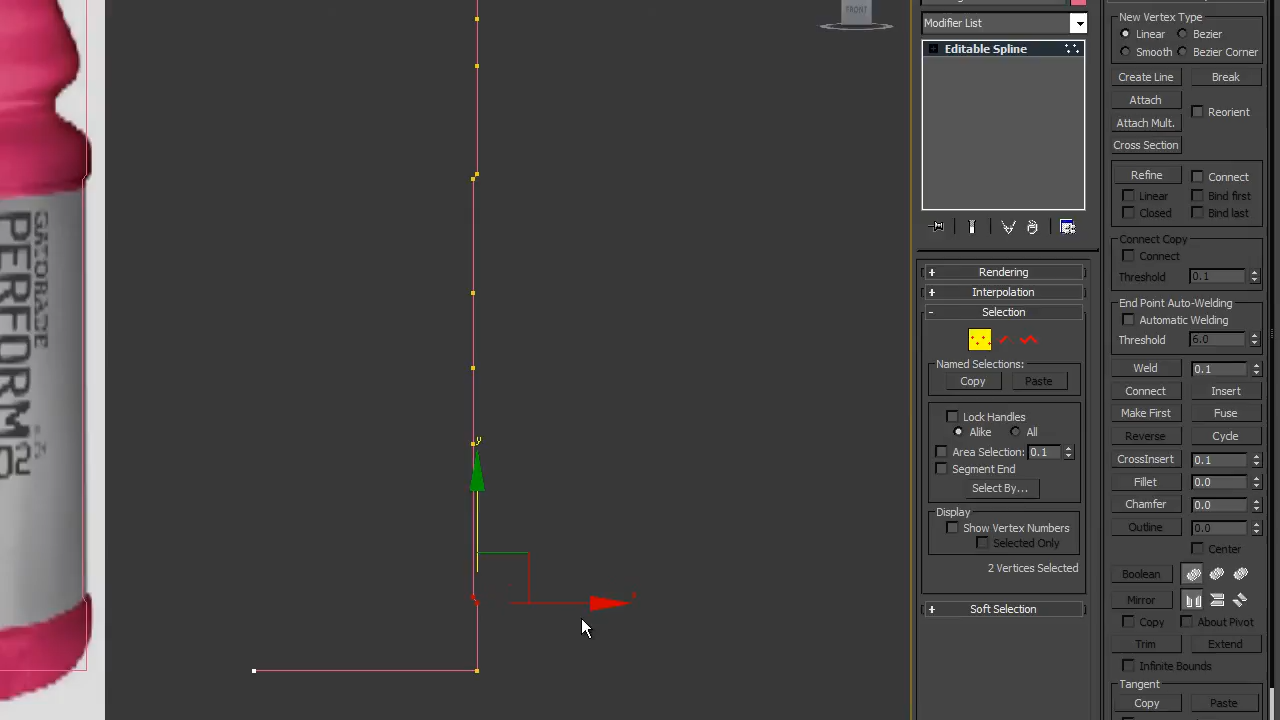 FRONT
Modifier List
Editable Spline
New Vertex Type
Linear Bezier
Smooth Bezier Corner
Create Line Break
Attach
Reorient
Attach Mult.
Cross Section
Refine Connect
Linear Bind first
Closed Bind last
Connect Copy
Connect
Threshold 0.1
End Point Auto-Welding
Automatic Welding
Threshold 6.0
Weld 0.1
Connect Insert
Make First Fuse
Reverse Cycle
CrossInsert 0.1
Fillet 0.0
Chamfer 0.0
Outline 0.0
Center
Boolean
Mirror
Copy About Pivot
Trim Extend
Infinite Bounds
Tangent
Copy Paste
+ Rendering
+ Interpolation
- Selection
Named Selections:
Copy Paste
Lock Handles
Alike All
Area Selection: 0.1
Segment End
Select By...
Display
Show Vertex Numbers
Selected Only
2 Vertices Selected
+ Soft Selection
GATORADE
PERFORM
02
y
x